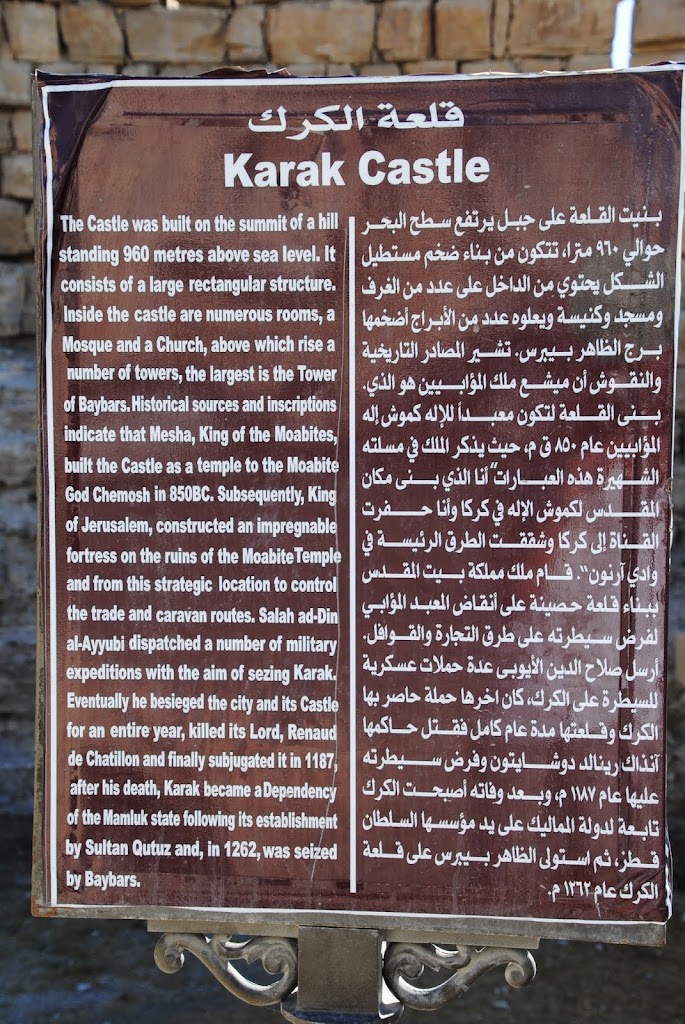 قلعة الكرك
Karak Castle
The Castle was built on the summit of a hill
standing 960 metres above sea level. It
consists of a large rectangular structure.
Inside the castle are numerous rooms, a
Mosque and a Church, above which rise a
number of towers, the largest is the Tower
of Baybars. Historical sources and inscriptions
indicate that Mesha, King of the Moabites,
built the Castle as a temple to the Moabite
God Chemosh in 850BC. Subsequently, King
of Jerusalem, constructed an impregnable
fortress on the ruins of the Moabite Temple
and from this strategic location to control
the trade and caravan routes. Salah ad-Din
al-Ayyubi dispatched a number of military
expeditions with the aim of sezing Karak.
Eventually he besieged the city and its Castle
for an entire year, killed its Lord, Renaud
de Chatillon and finally subjugated it in 1187,
after his death, Karak became a Dependency
of the Mamluk state following its establishment
by Sultan Qutuz and, in 1262, was seized
by Baybars.
بنيت القلعة على جبل يرتفع سطح البحر
حوالي ٩٦٠ مترا، تتكون من بناء ضخم مستطيل
الشكل يحتوي من الداخل على عدد من الغرف
ومسجد وكنيسة ويعلوه عدد من الأبراج أضخمها
برج الظاهر بيبرس. تشير المصادر التاريخية
والنقوش أن ميشع ملك المؤابيين هو الذي.
بنى القلعة لتكون معبداً للإله كموش إله
المؤابيين عام ٨٥٠ ق م، حيث يذكر الملك في مسلته
الشهيرة هذه العبارات "أنا الذي بنى مكان
المقدس لكموش الإله في كركا وأنا حفرت
القناة إلى كركا وشققت الطرق الرئيسة في
وادي آرنون". قام ملك مملكة بيت المقدس
ببناء قلعة حصينة على أنقاض المعبد المؤابي
لفرض سيطرته على طرق التجارة والقوافل.
أرسل صلاح الدين الأيوبي عدة حملات عسكرية
للسيطرة على الكرك، كان اخرها حملة حاصر بها
الكرك وقلعتها مدة عام كامل فقتل حاكمها
آنذاك رينالد دوشايتون وفرض سيطرته
عليها عام ١١٨٧ م، وبعد وفاته أصبحت الكرك
تابعة لدولة المماليك على يد مؤسسها السلطان
قطز، ثم استولى الظاهر بيبرس على قلعة
الكرك عام ١٢٦٢ م.